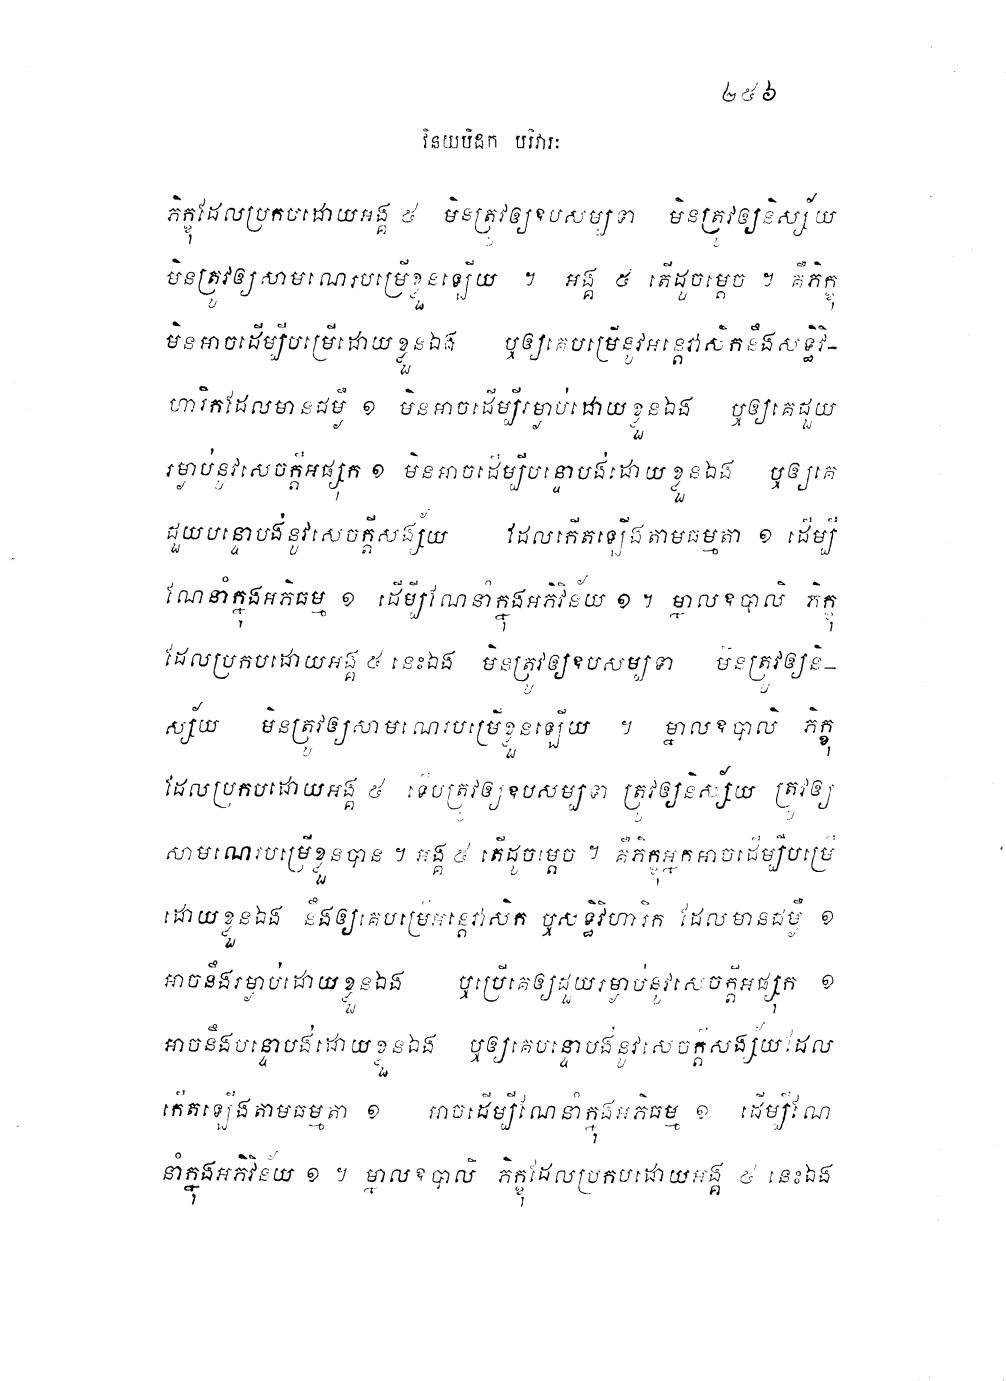 ២៥៦
វិនយបិដក បរិវារៈ
ភិក្ខុដែលប្រកបដោយអង្គ ៥ មិនត្រូវឲ្យឧបសម្បទា មិនត្រូវឲ្យនិស្ស័យ
មិនត្រូវឲ្យសាមណេរបម្រើខ្លួនឡើយ ។ អង្គ ៥ តើដូចម្តេច ។ គឺភិក្ខុ
មិនអាចដើម្បីបម្រើដោយខ្លួនឯង ឬឲ្យគេបម្រើនូវអន្តេវាសិកនឹងសទ្ធិវិ-
ហារិកដែលមានជម្ងឺ ១ មិនអាចដើម្បីរម្ងាប់ដោយខ្លួនឯង ឬឲ្យគេជួយ
រម្ងាប់នូវសេចក្តីអផ្សុក ១ មិនអាចដើម្បីបន្ទោបង់ដោយខ្លួនឯង ឬឲ្យគេ
ជួយបន្ទោបង់នូវសេចក្តីសង្ស័យ ដែលកើតឡើងតាមធម្មតា ១ ដើម្បី
ណែនាំក្នុងអភិធម្ម ១ ដើម្បីណែនាំក្នុងអភិវិន័យ ១ ។ ម្នាលឧបាលិ ភិក្ខុ
ដែលប្រកបដោយអង្គ ៥ នេះឯង មិនត្រូវឲ្យឧបសម្បទា មិនត្រូវឲ្យនិ-
ស្ស័យ មិនត្រូវឲ្យសាមណេរបម្រើខ្លួនឡើយ ។ ម្នាលឧបាលិ ភិក្ខុ
ដែលប្រកបដោយអង្គ ៥ ទើបត្រូវឲ្យឧបសម្បទា ត្រូវឲ្យនិស្ស័យ ត្រូវឲ្យ
សាមណេរបម្រើខ្លួនបាន ។ អង្គ ៥ តើដូចម្តេច ។ គឺភិក្ខុអ្នកអាចដើម្បីបម្រើ
ដោយខ្លួនឯង នឹងឲ្យគេបម្រើអន្តេវាសិក ឬសទ្ធិវិហារិក ដែលមានជម្ងឺ ១
អាចនឹងរម្ងាប់ដោយខ្លួនឯង ឬប្រើគេឲ្យជួយរម្ងាប់នូវសេចក្តីអផ្សុក ១
អាចនឹងបន្ទោបង់ដោយខ្លួនឯង ឬឲ្យគេបន្ទោបង់នូវសេចក្តីសង្ស័យដែល
កើតឡើងតាមធម្មតា ១ អាចដើម្បីណែនាំក្នុងអភិធម្ម ១ ដើម្បីណែ
នាំក្នុងអភិវិន័យ ១ ។ ម្នាលឧបាលិ ភិក្ខុដែលប្រកបដោយអង្គ ៥ នេះឯង